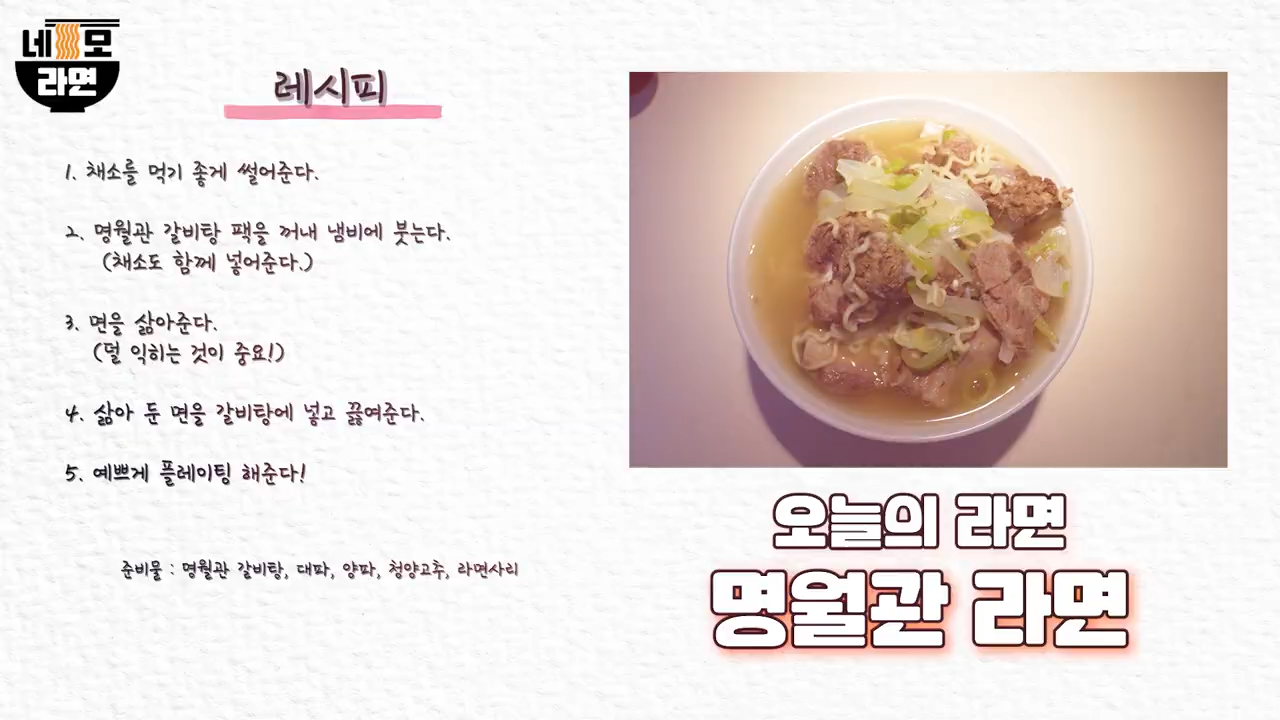 네모
라면
레시피
1. 채소를 먹기 좋게 썰어준다.
2. 명월관 갈비탕 팩을 꺼내 냄비에 붓는다.
(채소도 함께 넣어준다.)
3. 면을 삶아준다.
(덜 익히는 것이 중요!)
4. 삶아 둔 면을 갈비탕에 넣고 끓여준다.
5. 예쁘게 플레이팅 해준다!
준비물 : 명월관 갈비탕, 대파, 양파, 청양고추, 라면사리
오늘의 라면
명월관 라면